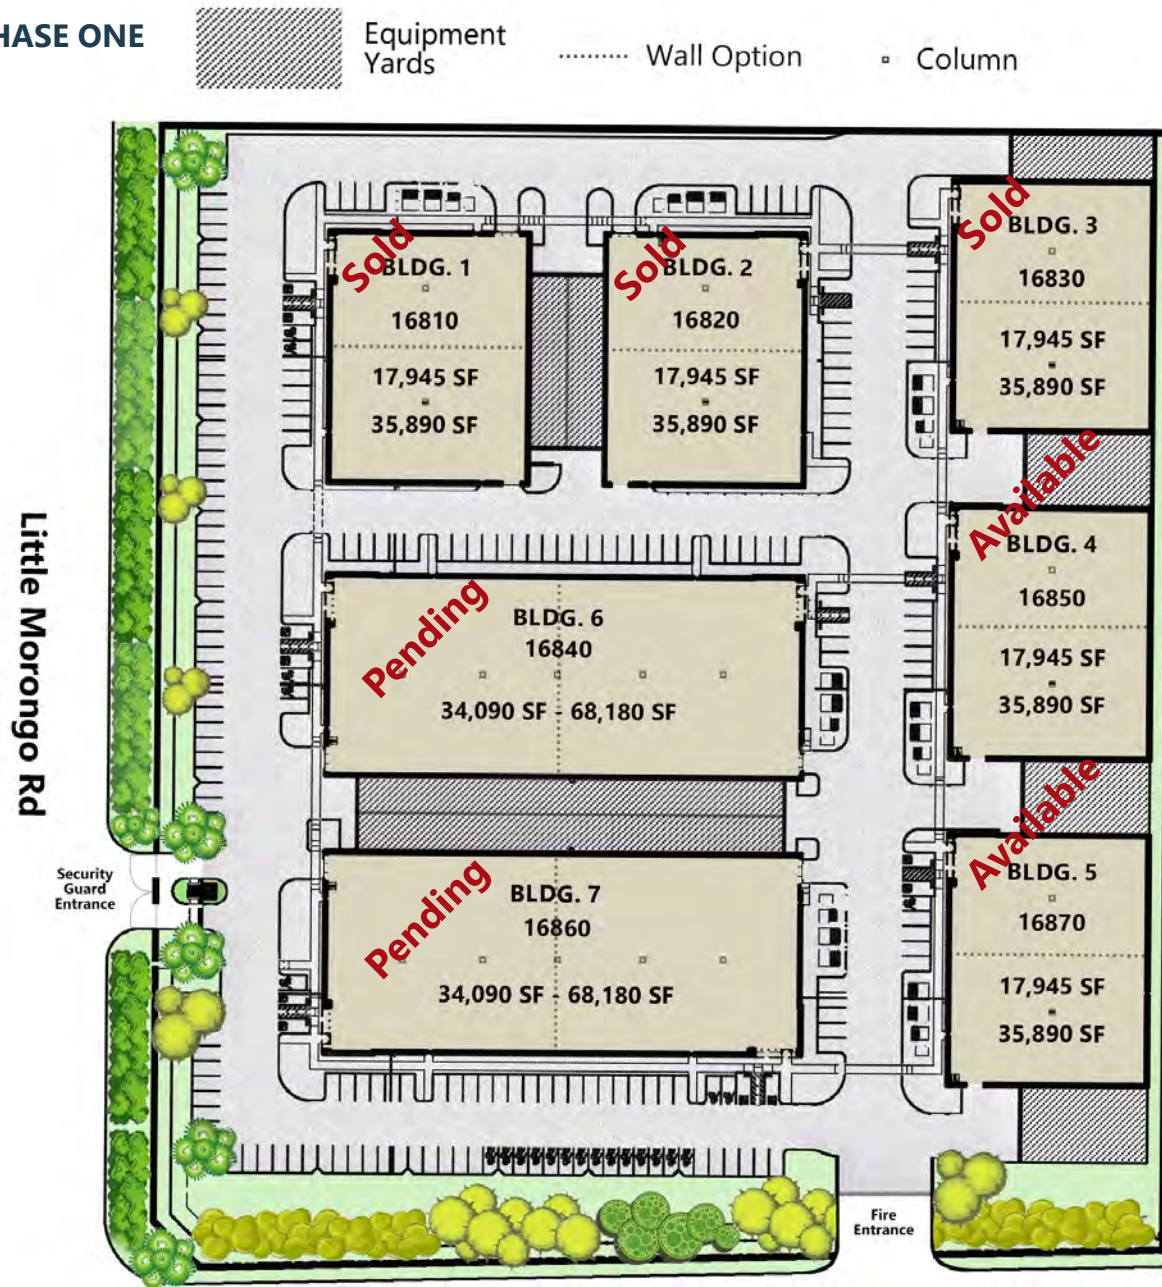 HASE ONE
Equipment
Yards
Wall Option
Column
Sold
BLDG. 1
16810
17,945 SF
35,890 SF
Sold
BLDG. 2
16820
17,945 SF
35,890 SF
Sold
BLDG. 3
16830
17,945 SF
35,890 SF
Available
BLDG. 4
16850
17,945 SF
35,890 SF
Pending
BLDG. 6
16840
34,090 SF - 68,180 SF
Little Morongo Rd
Security
Guard
Entrance
Pending
BLDG. 7
16860
34,090 SF - 68,180 SF
Available
BLDG. 5
16870
17,945 SF
35,890 SF
Fire
Entrance